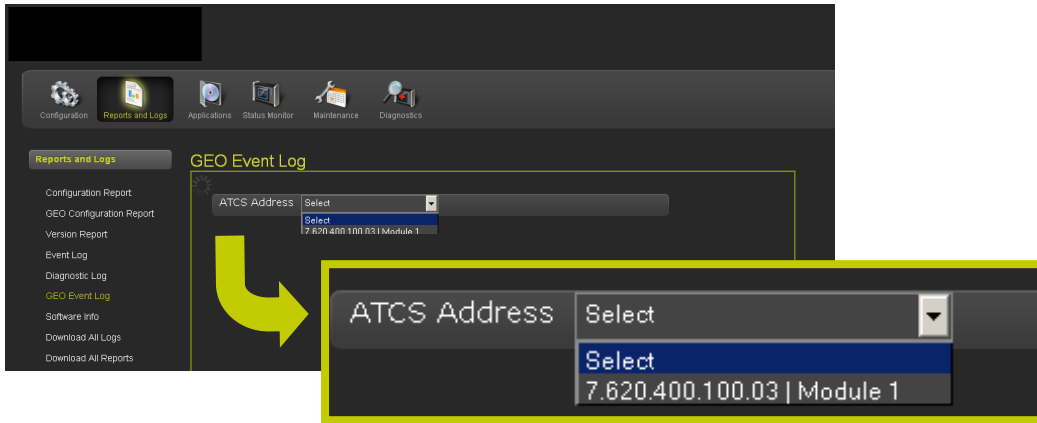 Configuration
Reports and Logs
Applications
Status Monitor
Maintenance
Diagnostics
Reports and Logs
Configuration Report
GEO Configuration Report
Version Report
Event Log
Diagnostic Log
GEO Event Log
Software Info
Download All Logs
Download All Reports
GEO Event Log
ATCS Address Select
Select
7.620.400.100.03 | Module 1
ATCS Address Select
Select
7.620.400.100.03 | Module 1